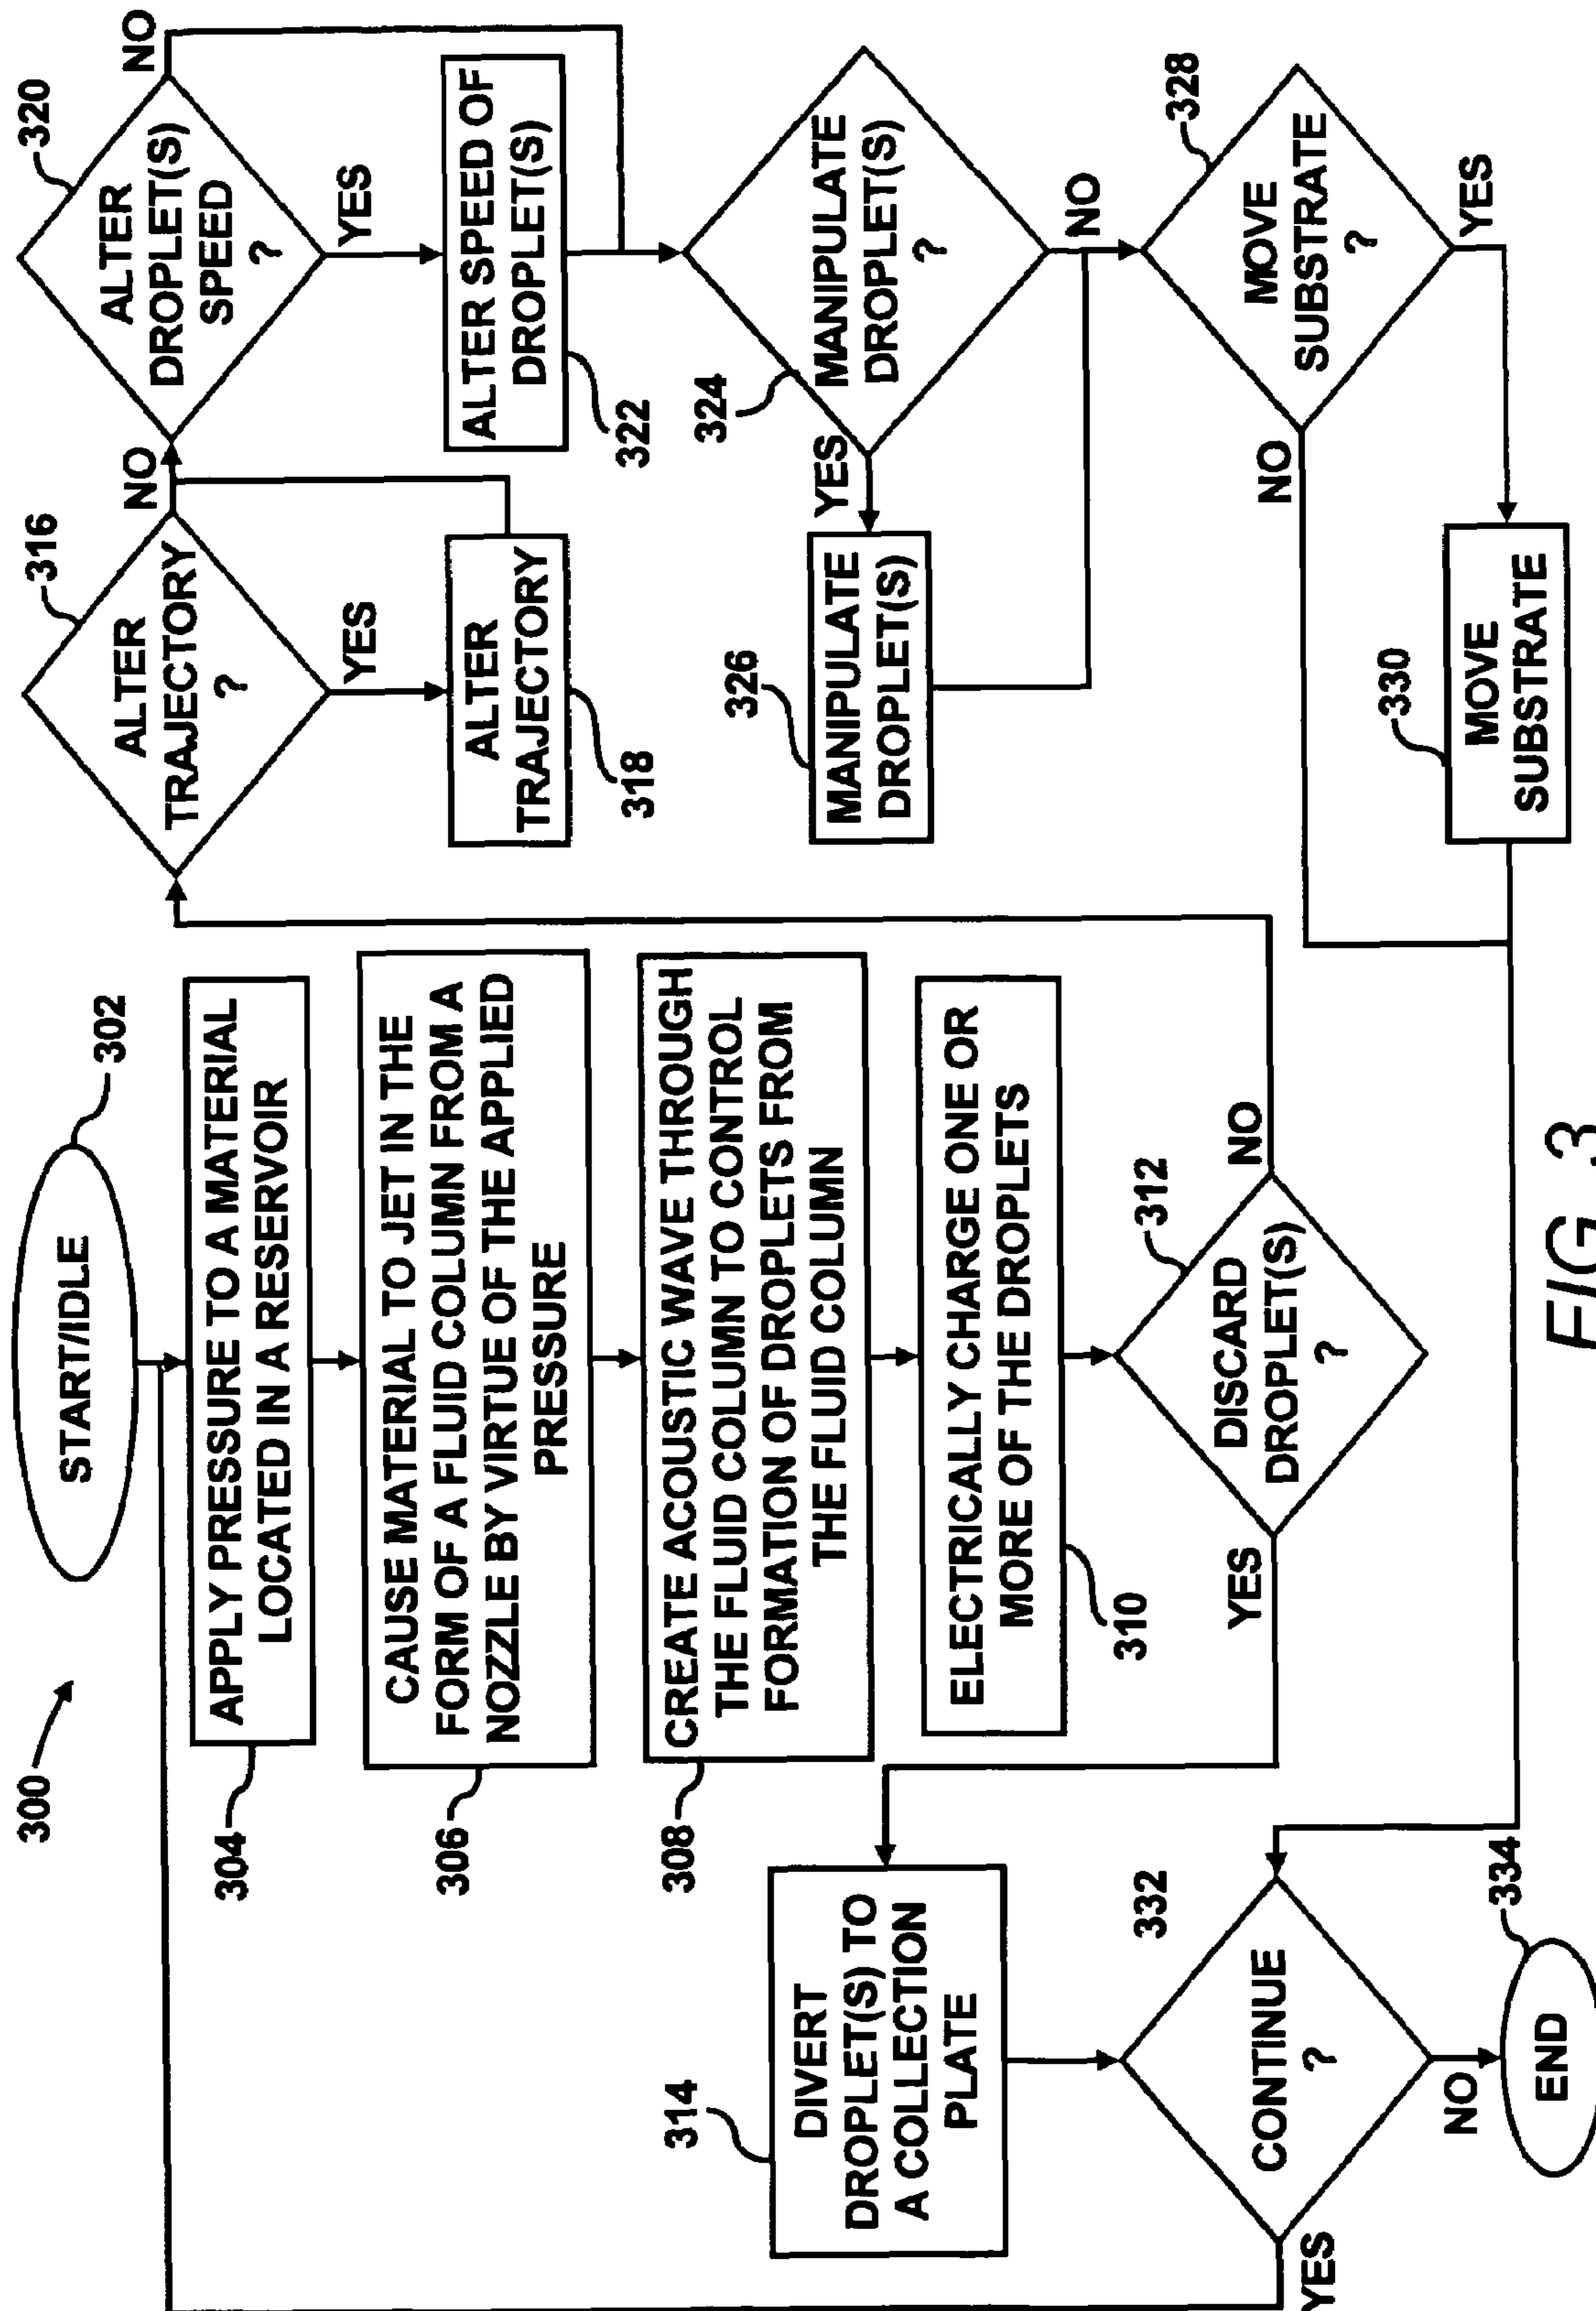 300
START/IDLE
302
304
APPLY PRESSURE TO A MATERIAL
LOCATED IN A RESERVOIR
306
CAUSE MATERIAL TO JET IN THE
FORM OF A FLUID COLUMN FROM A
NOZZLE BY VIRTUE OF THE APPLIED
PRESSURE
308
CREATE ACOUSTIC WAVE THROUGH
THE FLUID COLUMN TO CONTROL
FORMATION OF DROPLETS FROM
THE FLUID COLUMN
ELECTRICALLY CHARGE ONE OR
MORE OF THE DROPLETS
310
DISCARD
DROPLET(S)
?
312
YES
NO
314
DIVERT
DROPLET(S) TO
A COLLECTION
PLATE
316
ALTER
TRAJECTORY
?
NO
YES
ALTER
TRAJECTORY
318
320
ALTER
DROPLET(S)
SPEED
?
NO
YES
ALTER SPEED OF
DROPLET(S)
322
324
MANIPULATE
DROPLET(S)
?
YES
NO
326
MANIPULATE
DROPLET(S)
328
MOVE
SUBSTRATE
?
NO
YES
330
MOVE
SUBSTRATE
332
CONTINUE
?
YES
NO
334
END
FIG 3